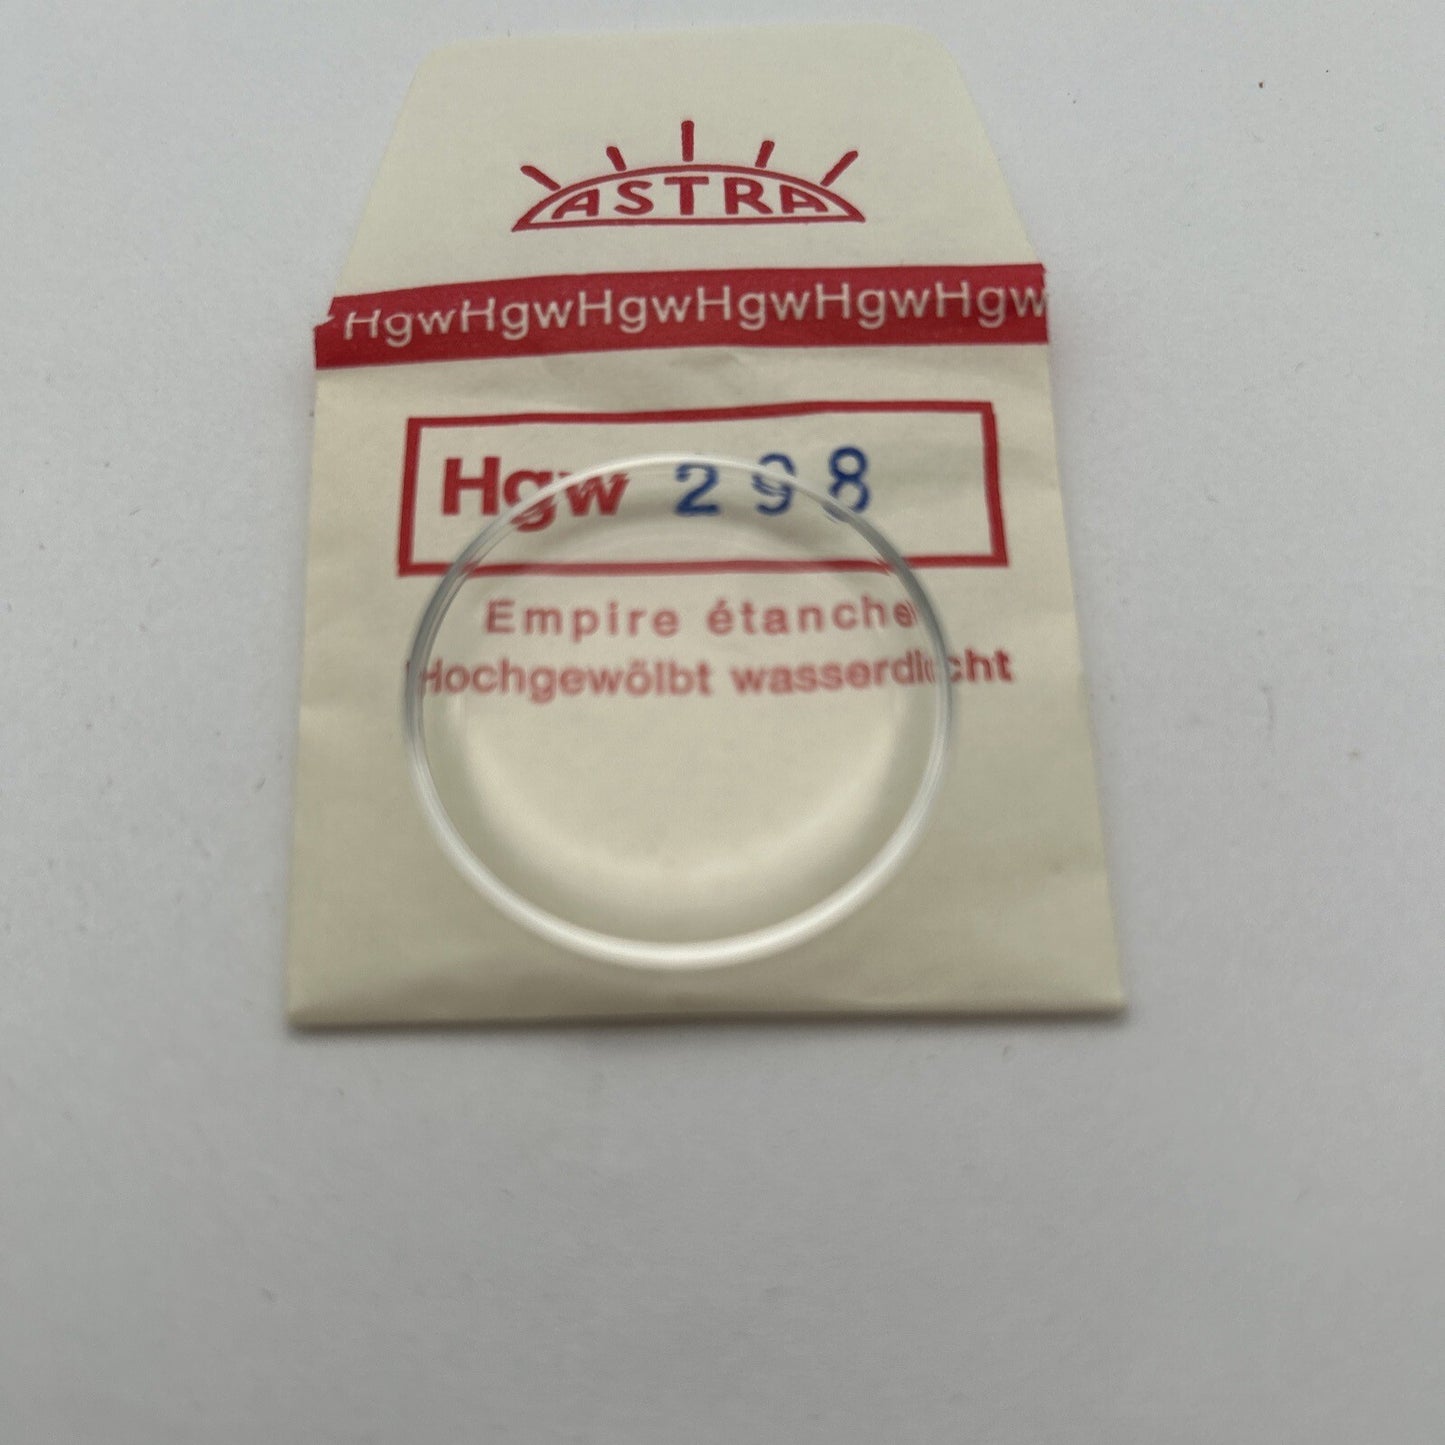 ASTRA
HgwHgwHgwHgwHgwHgw
Hgw 298
Empire étanche
Hochgewölbt wasserdicht